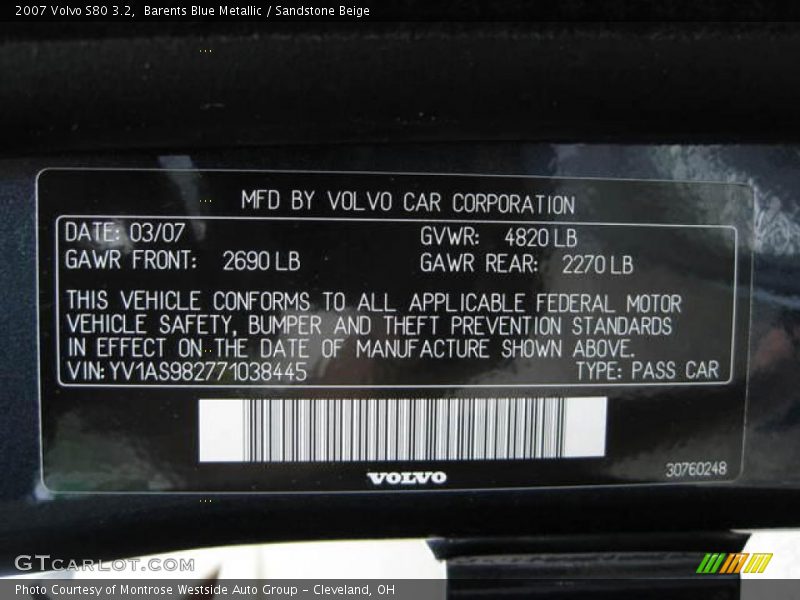 2007 Volvo S80 3.2,  Barents Blue Metallic / Sandstone Beige
MFD BY VOLVO CAR CORPORATION
DATE: 03/07 GVWR: 4820 LB
GAWR FRONT: 2690 LB GAWR REAR: 2270 LB
THIS VEHICLE CONFORMS TO ALL APPLICABLE FEDERAL MOTOR
VEHICLE SAFETY, BUMPER AND THEFT PREVENTION STANDARDS
IN EFFECT ON THE DATE OF MANUFACTURE SHOWN ABOVE.
VIN: YV1AS982771038445 TYPE: PASS CAR
VOLVO
30760248
GTCarLot.com
Photo Courtesy of Montrose Westside Auto Group - Cleveland, OH